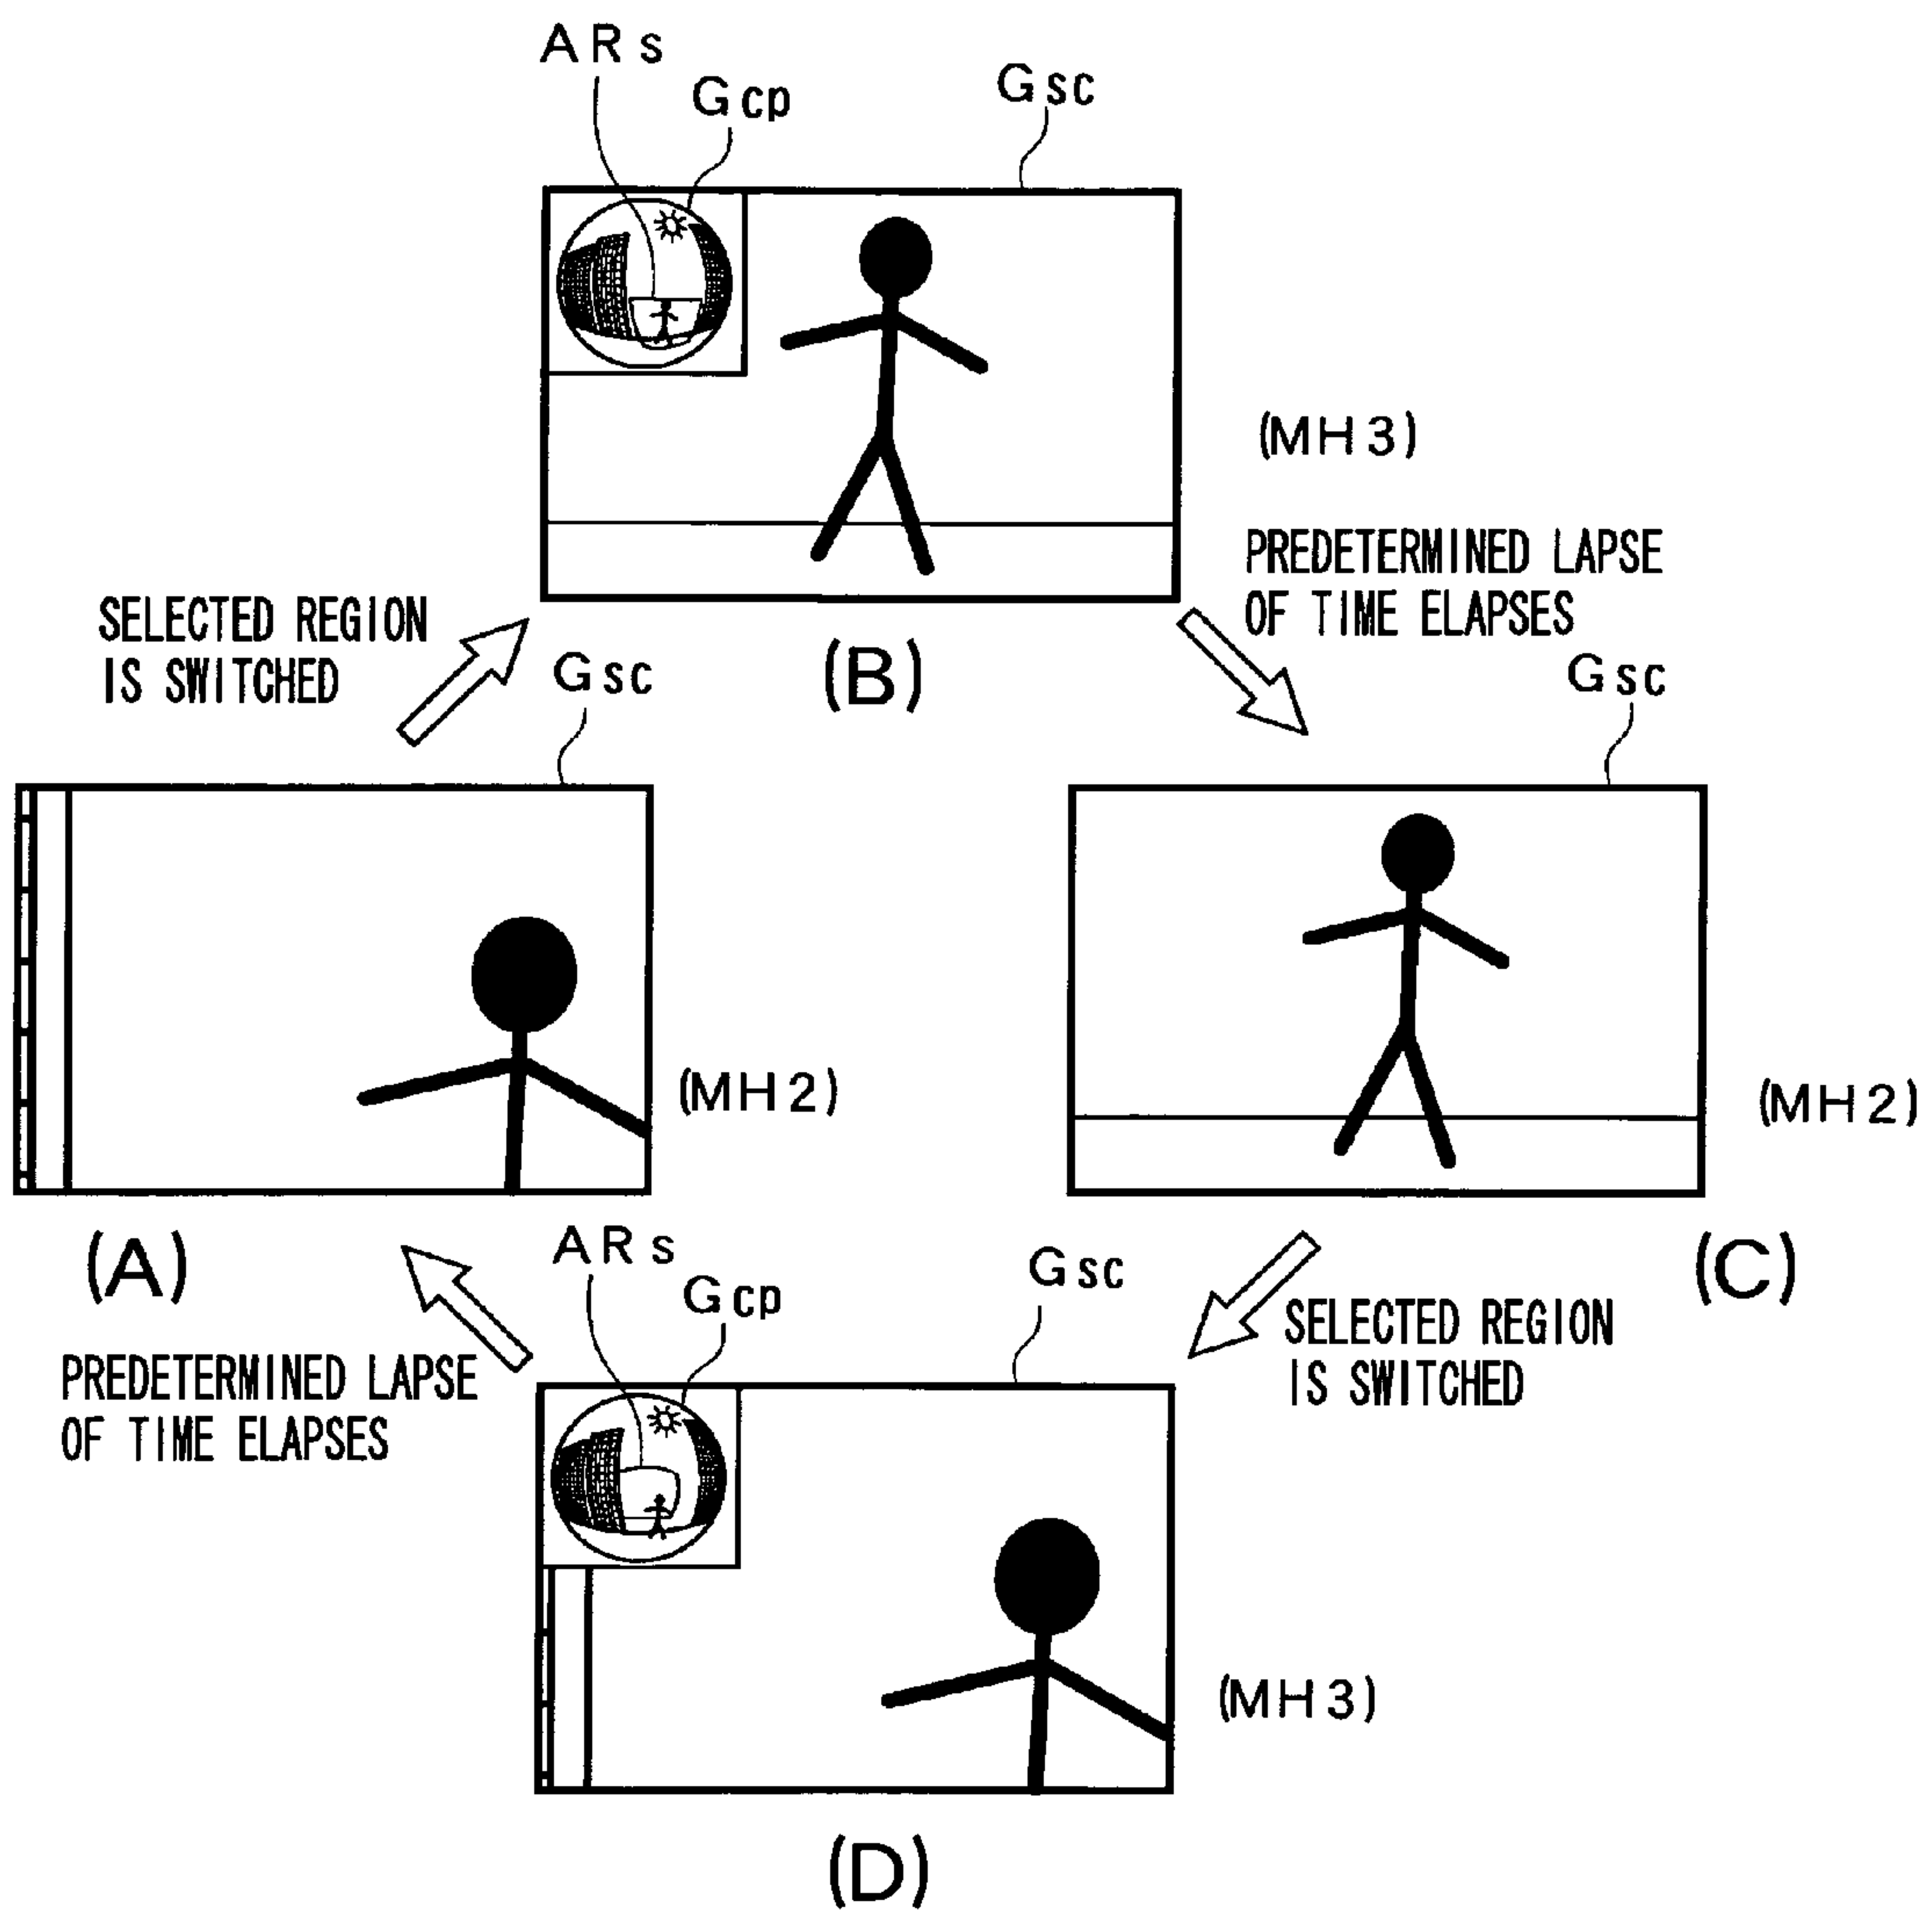 ARs
Gcp
Gsc
(MH3)
PREDETERMINED LAPSE
OF TIME ELAPSES
SELECTED REGION
IS SWITCHED
(B)
Gsc
Gsc
(MH2)
(MH2)
(A)
(C)
ARs
Gcp
Gsc
SELECTED REGION
IS SWITCHED
PREDETERMINED LAPSE
OF TIME ELAPSES
(MH3)
(D)